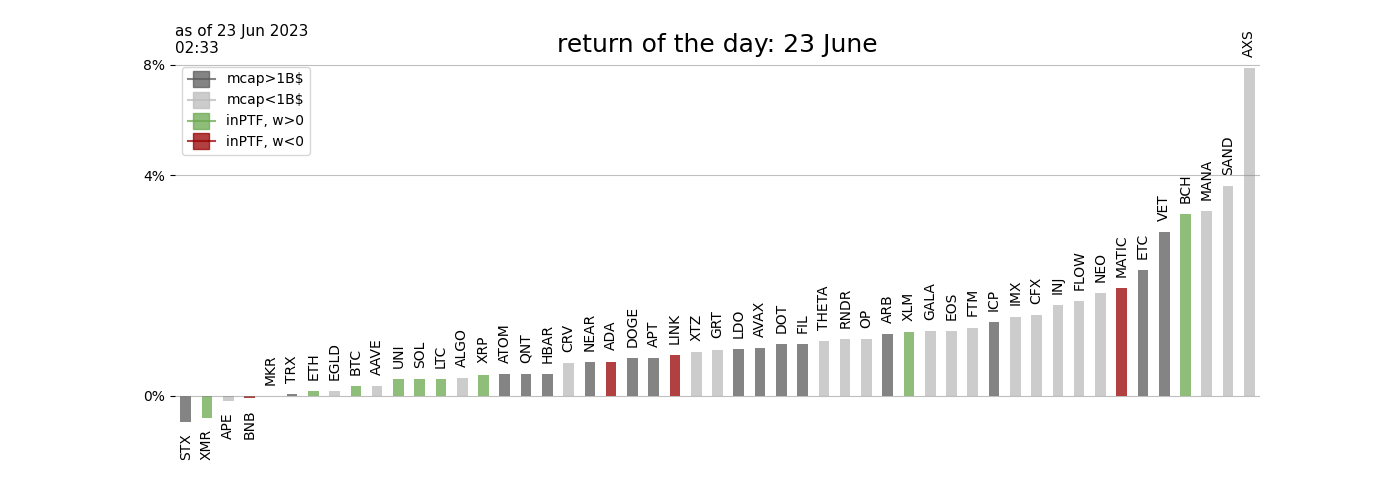 as of 23 Jun 2023
02:33
return of the day: 23 June
8%
4%
0%
mcap>1B$
mcap<1B$
inPTF, w>0
inPTF, w<0
STX
XMR
APE
BNB
MKR
TRX
ETH
EGLD
BTC
AAVE
UNI
SOL
LTC
ALGO
XRP
ATOM
QNT
HBAR
CRV
NEAR
ADA
DOGE
APT
LINK
XTZ
GRT
LDO
AVAX
DOT
FIL
THETA
RNDR
OP
ARB
XLM
GALA
EOS
FTM
ICP
IMX
CFX
INJ
FLOW
NEO
MATIC
ETC
VET
BCH
MANA
SAND
AXS